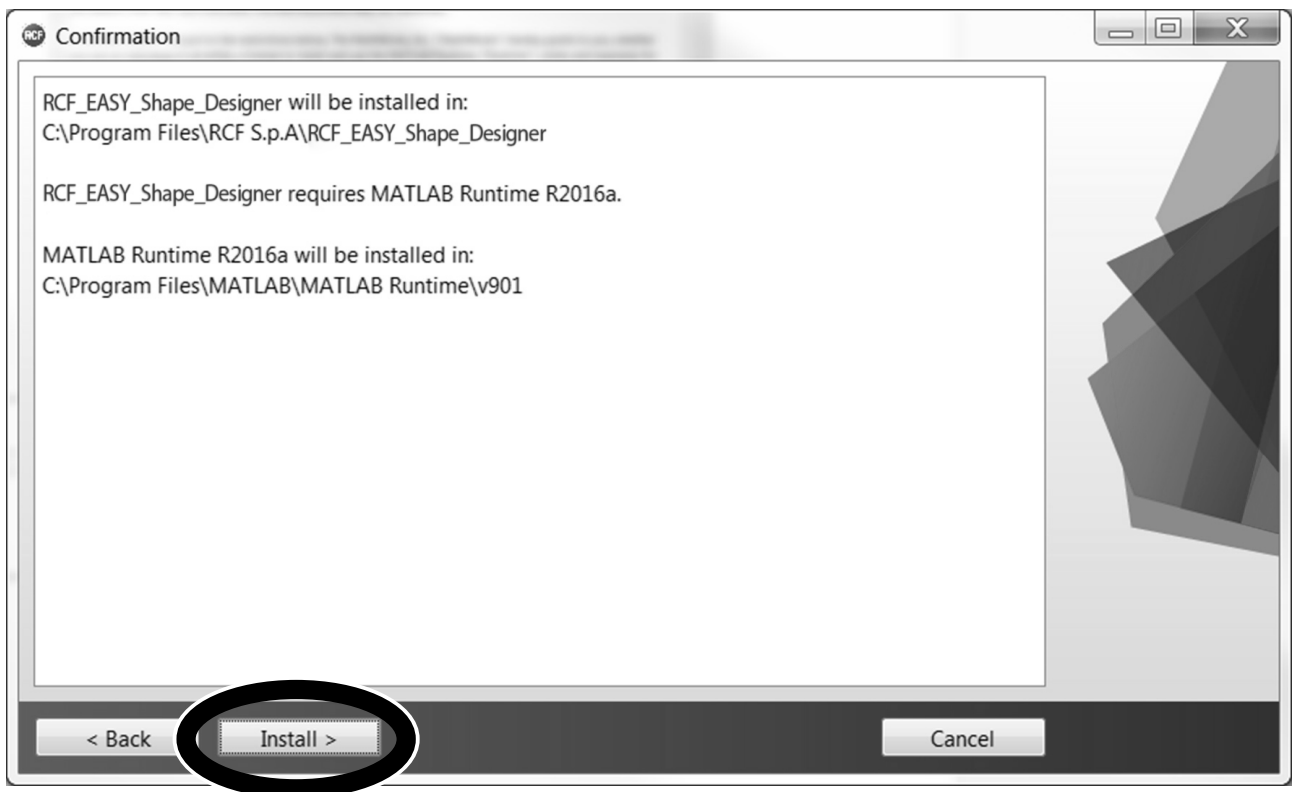 RCF Confirmation
RCF_EASY_Shape_Designer will be installed in:
C:\Program Files\RCF S.p.A\RCF_EASY_Shape_Designer
RCF_EASY_Shape_Designer requires MATLAB Runtime R2016a.
MATLAB Runtime R2016a will be installed in:
C:\Program Files\MATLAB\MATLAB Runtime\v901
< Back Install > Cancel